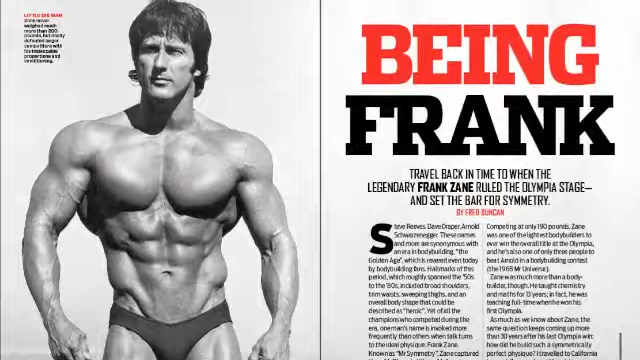 LITTLE BIG MAN
Zane never
weighed much
more than 200
pounds, but easily
defeated larger
competitors with
his impeccable
proportions and
conditioning.
BEING
FRANK
TRAVEL BACK IN TIME TO WHEN THE
LEGENDARY FRANK ZANE RULED THE OLYMPIA STAGE—
AND SET THE BAR FOR SYMMETRY.
BY FRED DUNCAN
Steve Reeves. Dave Draper. Arnold
Schwarzenegger. These names
and more are synonymous with
an era in bodybuilding, "the
Golden Age", which is revered even today
by bodybuilding fans. Hallmarks of this
period, which roughly spanned the '50s
to the '80s, included broad shoulders,
trim waists, sweeping thighs, and an
overall body shape that could be
described as "heroic". Yet of all the
champions who competed during the
era, one man's name is invoked more
frequently than others when talk turns
to the ideal physique: Frank Zane.
Known as "Mr Symmetry", Zane captured
Competing at only 190 pounds, Zane
was one of the lightest bodybuilders to
ever win the overall title at the Olympia,
and he's also one of only three people to
beat Arnold in a bodybuilding contest
(the 1968 Mr Universe).
Zane was much more than a body-
builder, though. He taught chemistry
and maths for 13 years; in fact, he was
teaching full-time when he won his
first Olympia.
As much as we know about Zane, the
same question keeps coming up more
than 30 years after his last Olympia win:
how did he build such a symmetrically
perfect physique? I travelled to California